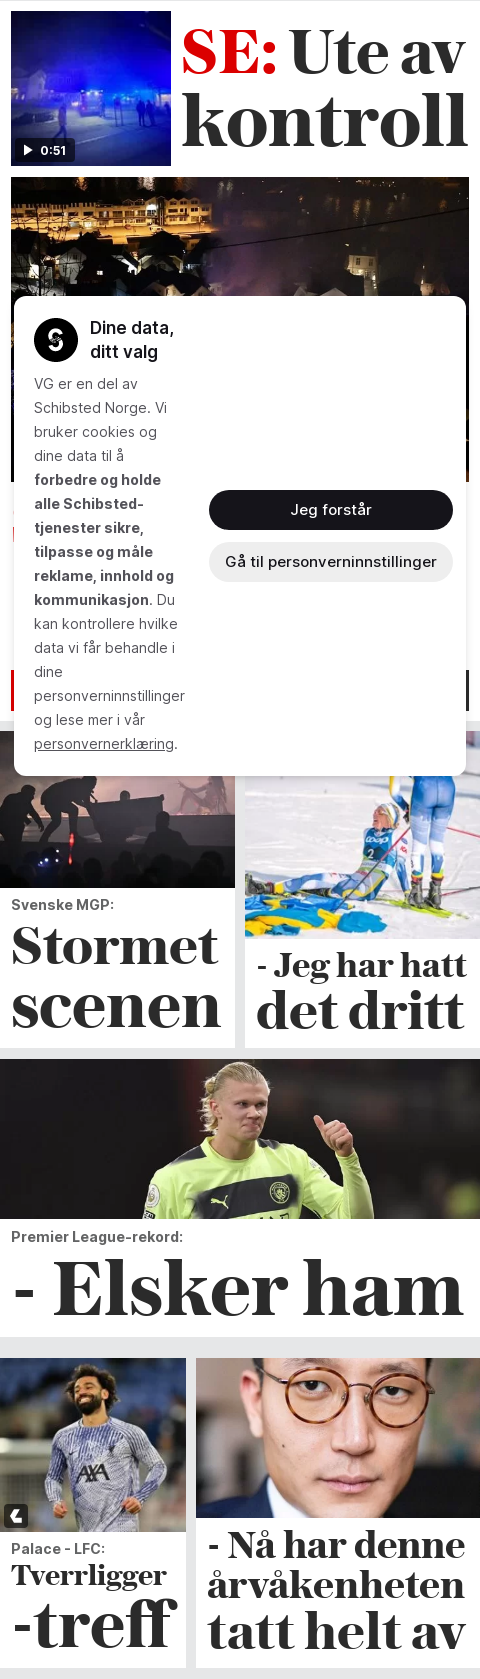 SE: Ute av
kontroll
0:51
Dine data,
ditt valg
VG er en del av
Schibsted Norge. Vi
bruker cookies og
dine data til å
forbedre og holde
alle Schibsted-
tjenester sikre,
tilpasse og måle
reklame, innhold og
kommunikasjon. Du
kan kontrollere hvilke
data vi får behandle i
dine
personverninnstillinger
og lese mer i vår
personvernerklæring.
Jeg forstår
Gå til personverninnstillinger
Svenske MGP:
Stormet
scenen
coop
2
- Jeg har hatt
det dritt
Premier League-rekord:
- Elsker ham
AXA
Palace - LFC:
Tverrligger
-treff
- Nå har denne
årvåkenheten
tatt helt av